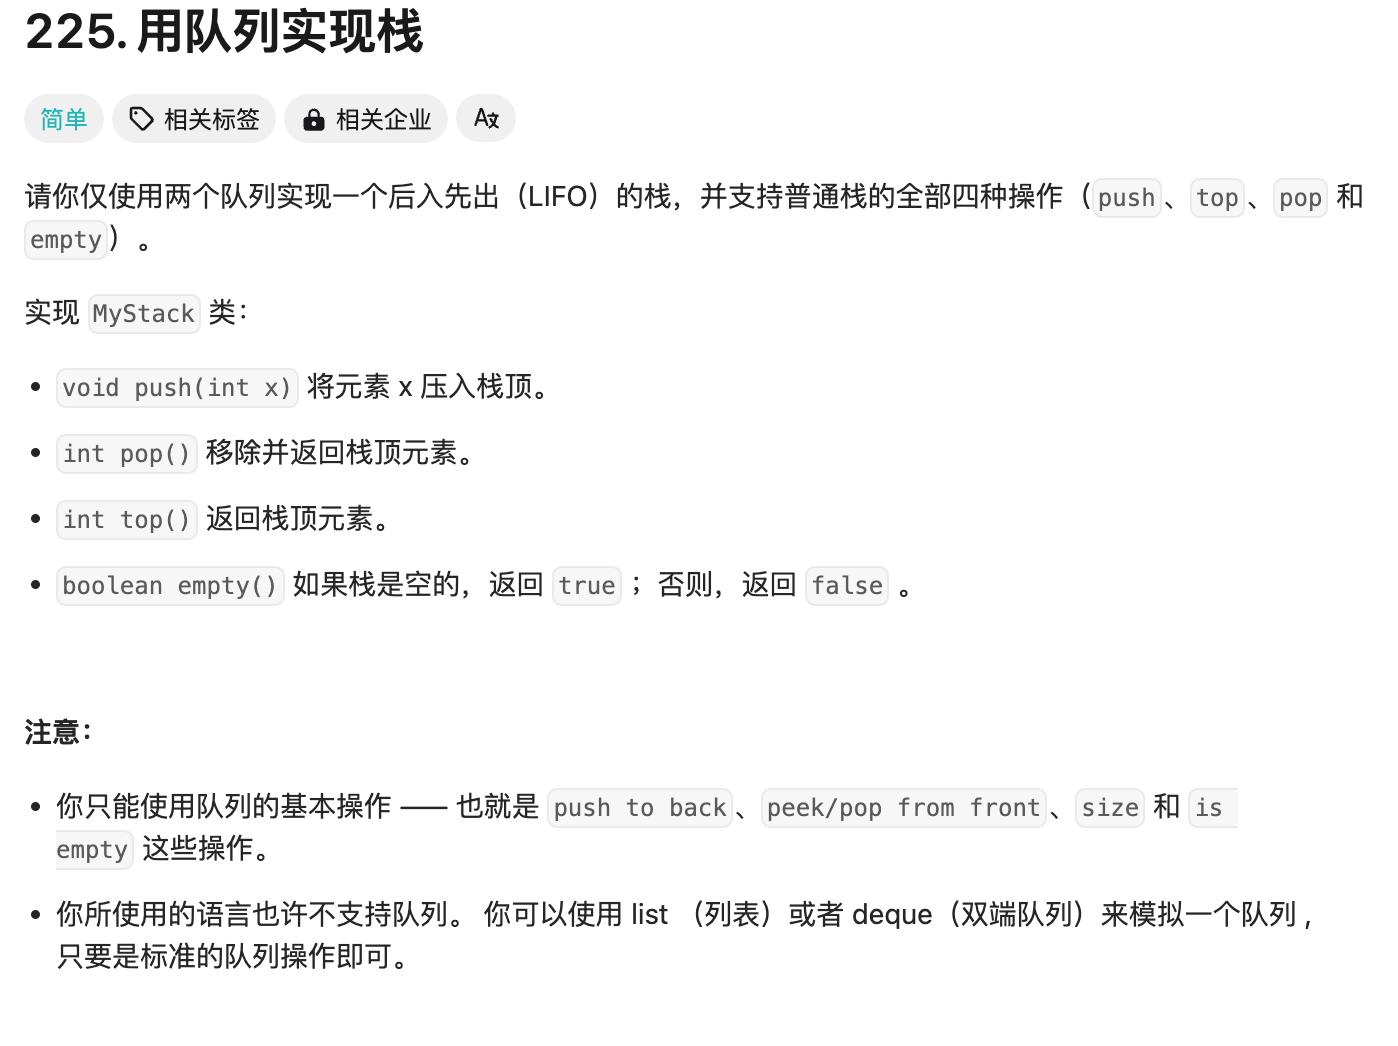 225. 用队列实现栈
简单 相关标签 相关企业 A文
请你仅使用两个队列实现一个后入先出（LIFO）的栈，并支持普通栈的全部四种操作（push、top、pop 和
empty）。
实现 MyStack 类：
void push(int x) 将元素 x 压入栈顶。
int pop() 移除并返回栈顶元素。
int top() 返回栈顶元素。
boolean empty() 如果栈是空的，返回 true ；否则，返回 false 。
注意：
你只能使用队列的基本操作 —— 也就是 push to back、peek/pop from front、size 和 is
empty 这些操作。
你所使用的语言也许不支持队列。 你可以使用 list （列表）或者 deque（双端队列）来模拟一个队列 ,
只要是标准的队列操作即可。